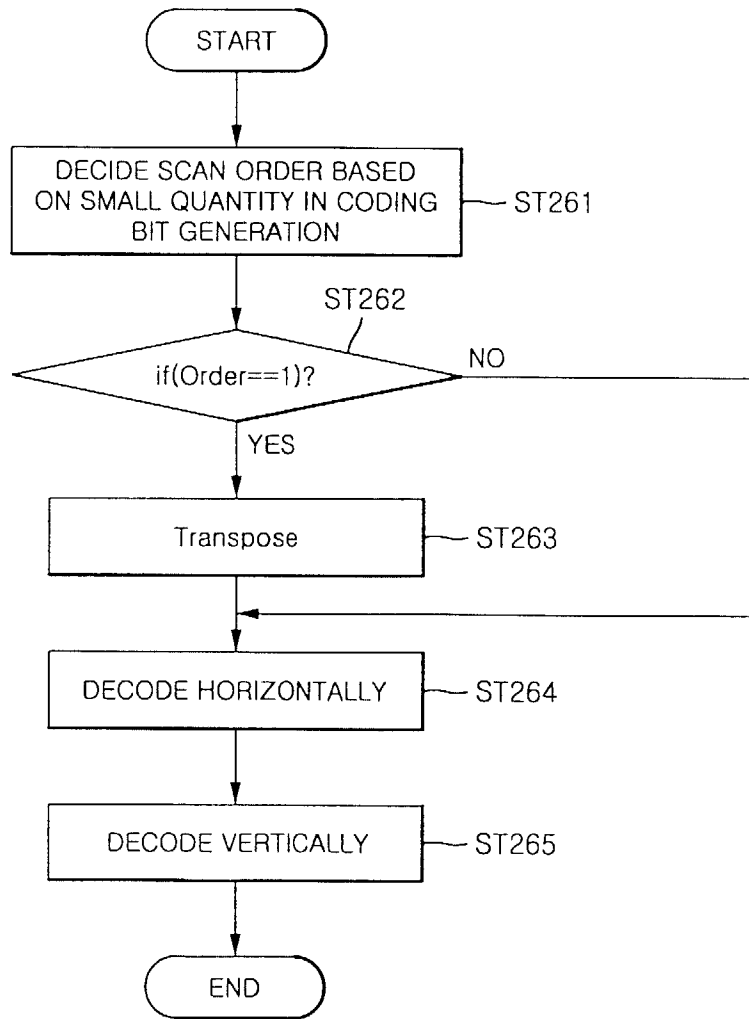 START
DECIDE SCAN ORDER BASED
ON SMALL QUANTITY IN CODING
BIT GENERATION
ST261
ST262
if(Order==1)?
NO
YES
Transpose
ST263
DECODE HORIZONTALLY
ST264
DECODE VERTICALLY
ST265
END